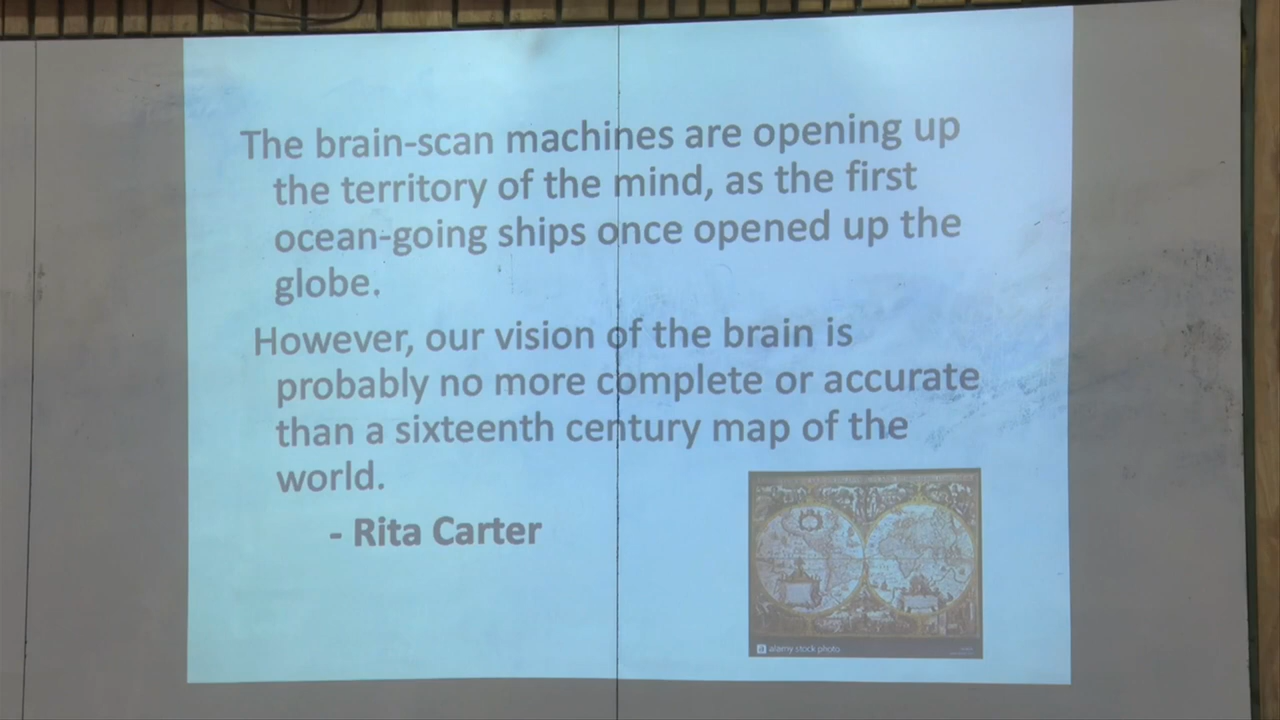 The brain-scan machines are opening up
the territory of the mind, as the first
ocean-going ships once opened up the
globe.
However, our vision of the brain is
probably no more complete or accurate
than a sixteenth century map of the
world.
- Rita Carter
a alamy stock photo